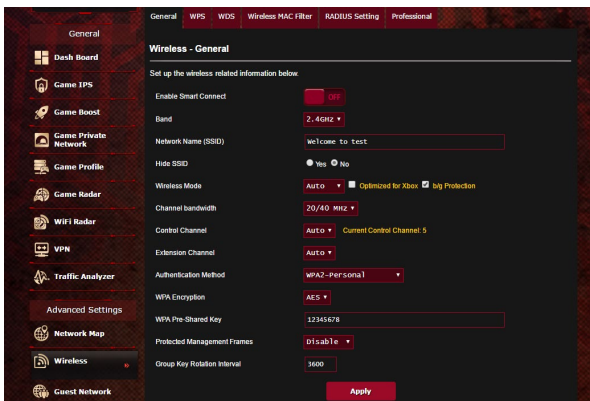 General WPS WDS Wireless MAC Filter RADIUS Setting Professional
General
Dash Board
Game IPS
Game Boost
Game Private
Network
Game Profile
Game Radar
WiFi Radar
VPN
Traffic Analyzer
Advanced Settings
Network Map
Wireless
Guest Network
Wireless - General
Set up the wireless related information below.
Enable Smart Connect OFF
Band 2.4GHz
Network Name (SSID) Welcome to test
Hide SSID Yes No
Wireless Mode Auto Optimized for Xbox b/g Protection
Channel bandwidth 20/40 MHz
Control Channel Auto Current Control Channel: 5
Extension Channel Auto
Authentication Method WPA2-Personal
WPA Encryption AES
WPA Pre-Shared Key 12345678
Protected Management Frames Disable
Group Key Rotation Interval 3600
Apply